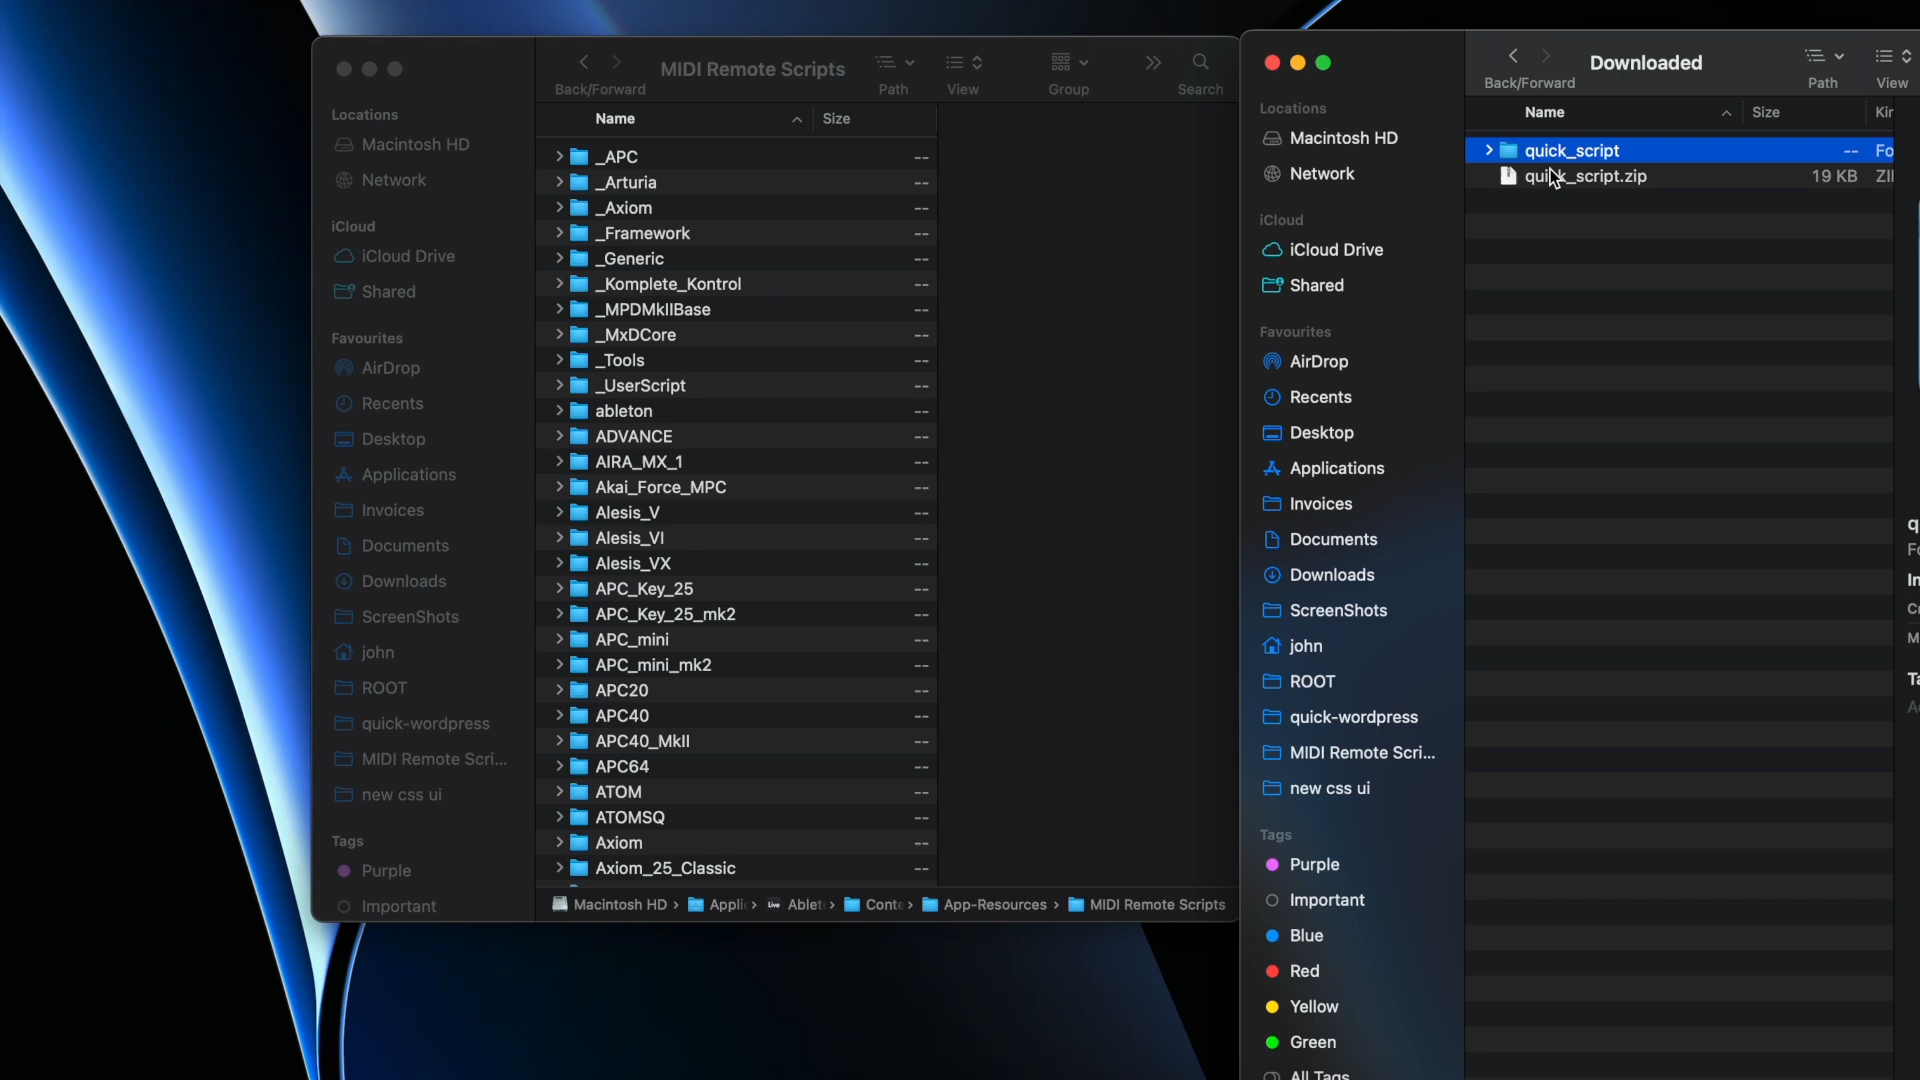 MIDI Remote Scripts
Back/Forward
Path
View
Group
Search
Locations
Macintosh HD
Network
iCloud
iCloud Drive
Shared
Favourites
AirDrop
Recents
Desktop
Applications
Invoices
Documents
Downloads
ScreenShots
john
ROOT
quick-wordpress
MIDI Remote Scri...
new css ui
Tags
Purple
Important
Name Size
_APC --
_Arturia --
_Axiom --
_Framework --
_Generic --
_Komplete_Kontrol --
_MPDMkIIBase --
_MxDCore --
_Tools --
_UserScript --
ableton --
ADVANCE --
AIRA_MX_1 --
Akai_Force_MPC --
Alesis_V --
Alesis_VI --
Alesis_VX --
APC_Key_25 --
APC_Key_25_mk2 --
APC_mini --
APC_mini_mk2 --
APC20 --
APC40 --
APC40_MkII --
APC64 --
ATOM --
ATOMSQ --
Axiom --
Axiom_25_Classic --
Macintosh HD › Applic › Live Ablet › Conte › App-Resources › MIDI Remote Scripts
Downloaded
Back/Forward
Path
View
Locations
Macintosh HD
Network
iCloud
iCloud Drive
Shared
Favourites
AirDrop
Recents
Desktop
Applications
Invoices
Documents
Downloads
ScreenShots
john
ROOT
quick-wordpress
MIDI Remote Scri...
new css ui
Tags
Purple
Important
Blue
Red
Yellow
Green
All Tags
Name Size
quick_script --
quick_script.zip 19 KB